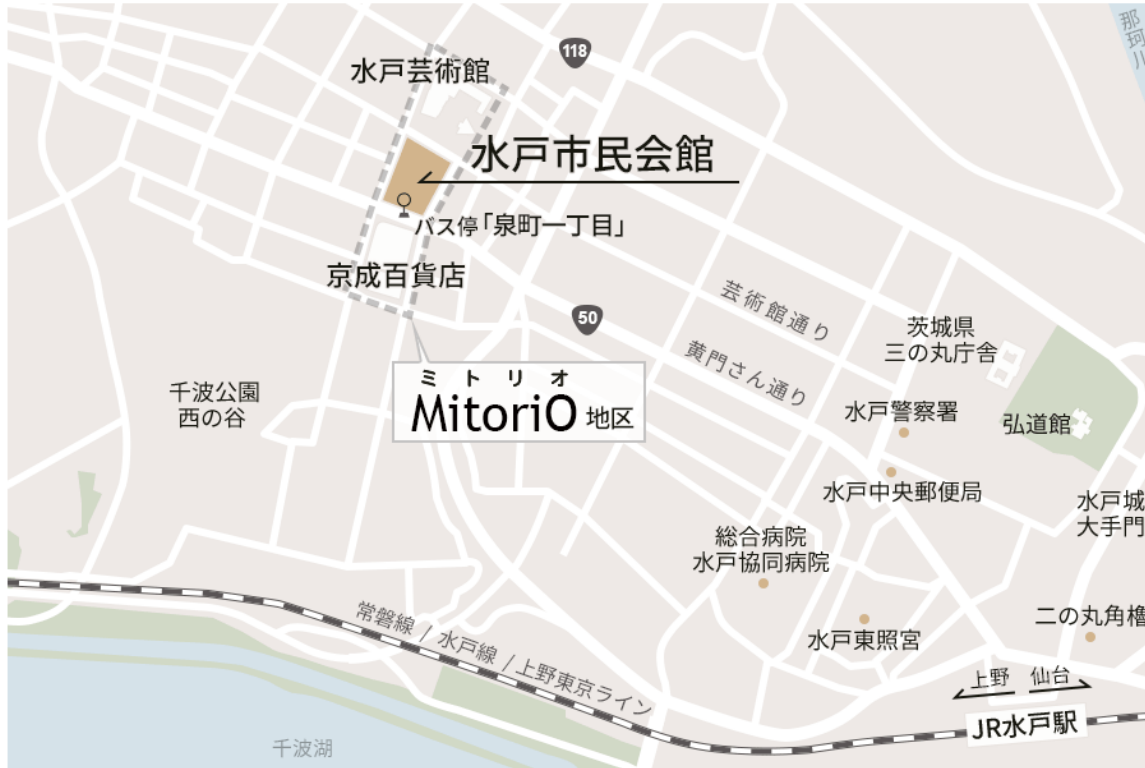 那珂川
118
水戸芸術館
水戸市民会館
バス停「泉町一丁目」
京成百貨店
50
芸術館通り
黄門さん通り
茨城県
三の丸庁舎
ミトリオ
MitoriO 地区
千波公園
西の谷
水戸警察署
弘道館
水戸中央郵便局
水戸城
大手門
総合病院
水戸協同病院
常磐線 / 水戸線 / 上野東京ライン
水戸東照宮
二の丸角櫓
上野 仙台
JR水戸駅
千波湖